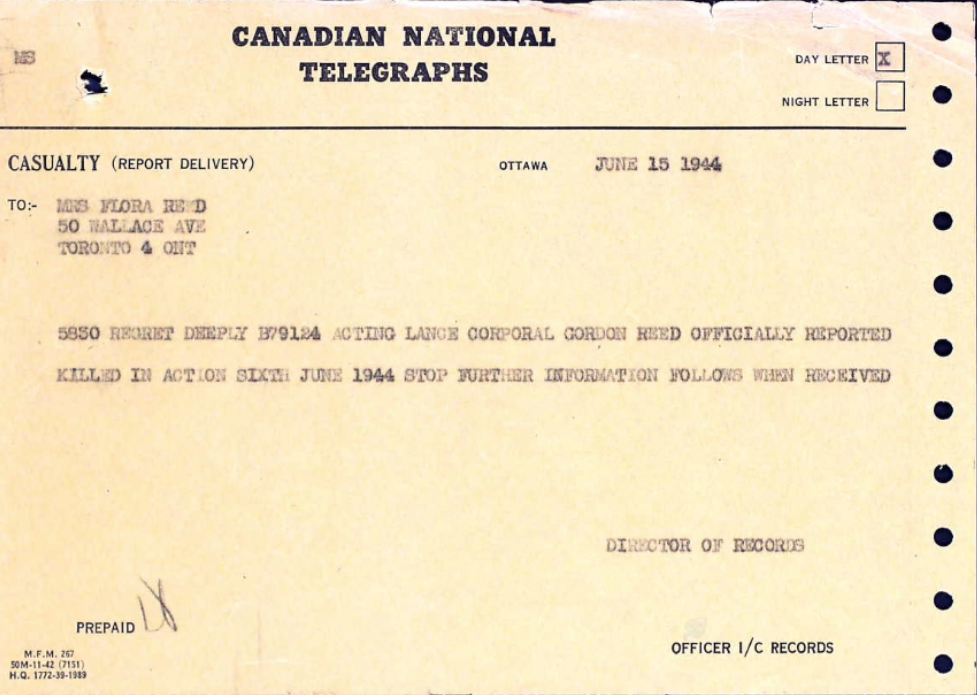 CANADIAN NATIONAL
TELEGRAPHS
MS
DAY LETTER X
NIGHT LETTER
CASUALTY (REPORT DELIVERY) OTTAWA JUNE 15 1944
TO:- MRS FLORA REED
50 WALLACE AVE
TORONTO 4 ONT
5830 REGRET DEEPLY B79124 ACTING LANCE CORPORAL GORDON REED OFFICIALLY REPORTED
KILLED IN ACTION SIXTH JUNE 1944 STOP FURTHER INFORMATION FOLLOWS WHEN RECEIVED
DIRECTOR OF RECORDS
PREPAID
OFFICER I/C RECORDS
M.F.M. 267
50M-11-42 (7151)
H.Q. 1772-39-1989